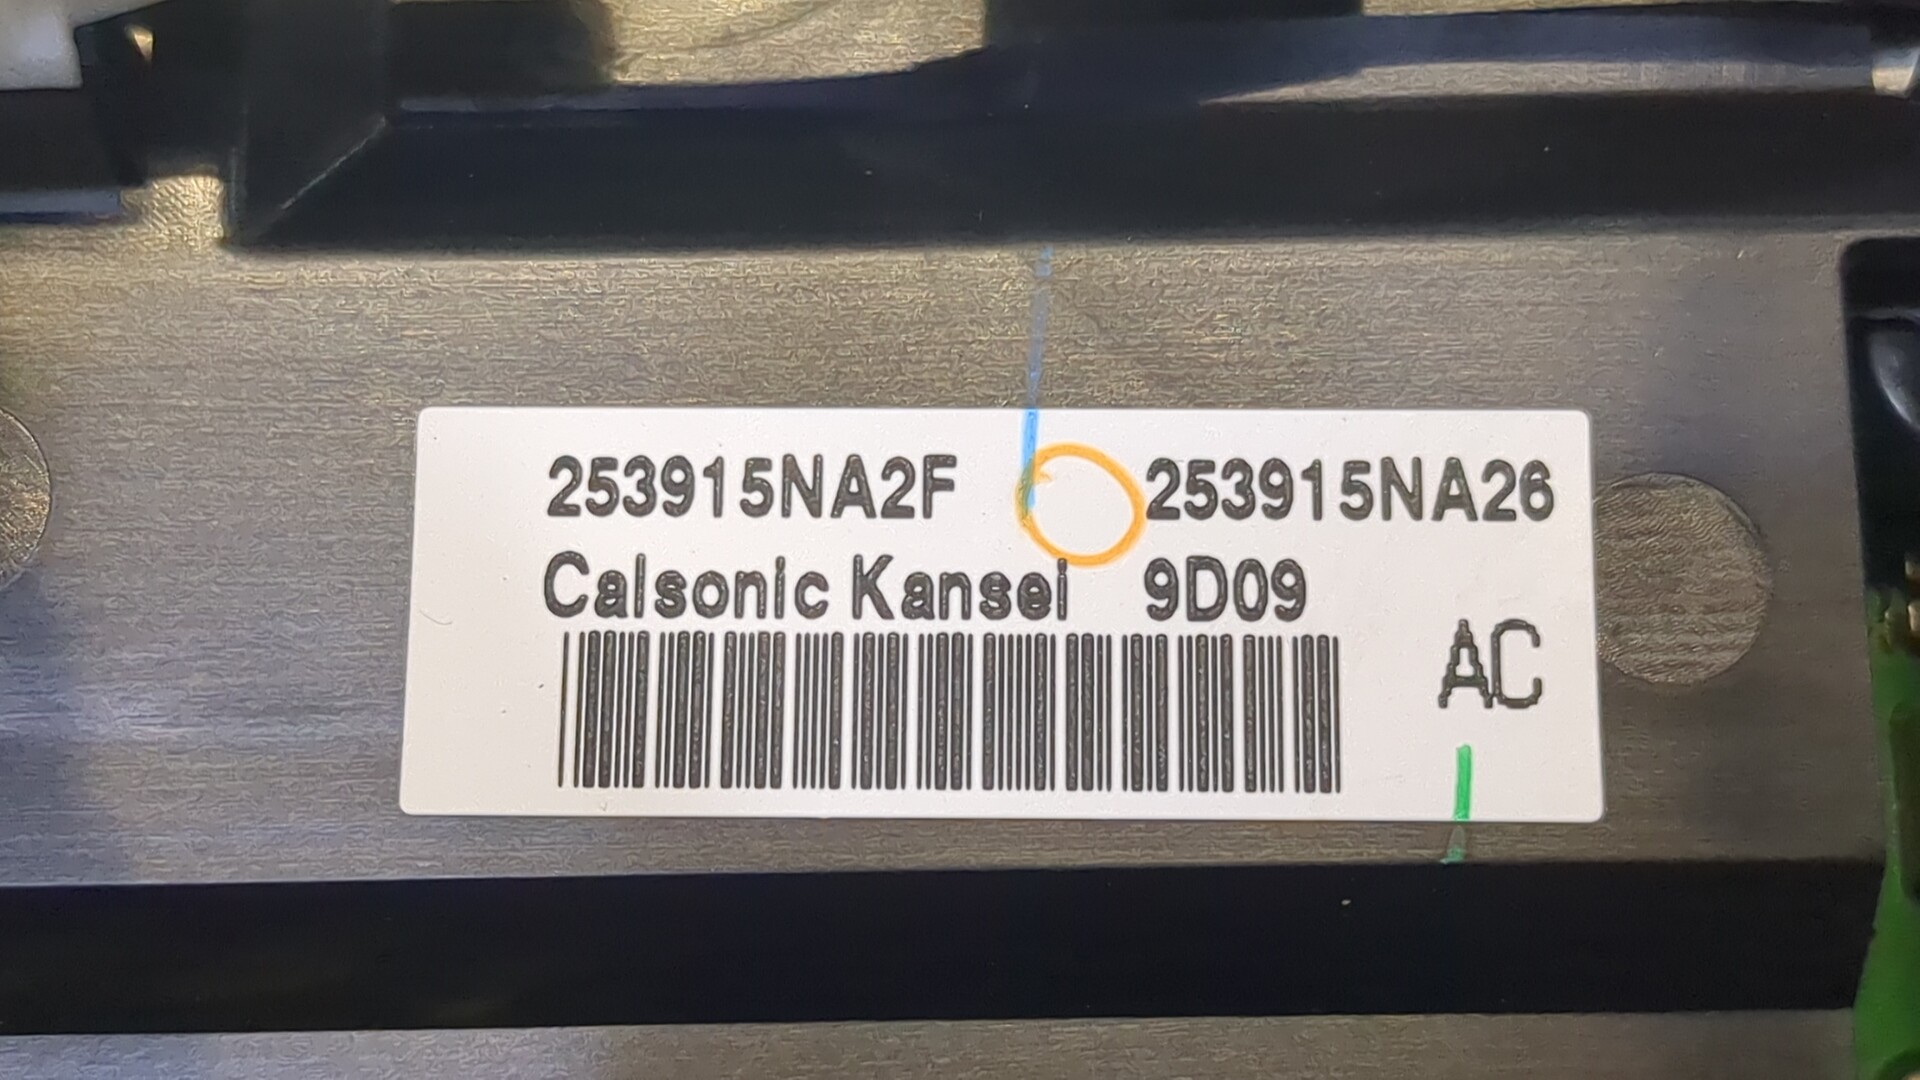 253915NA2F 253915NA26
Calsonic Kansei 9D09
AC